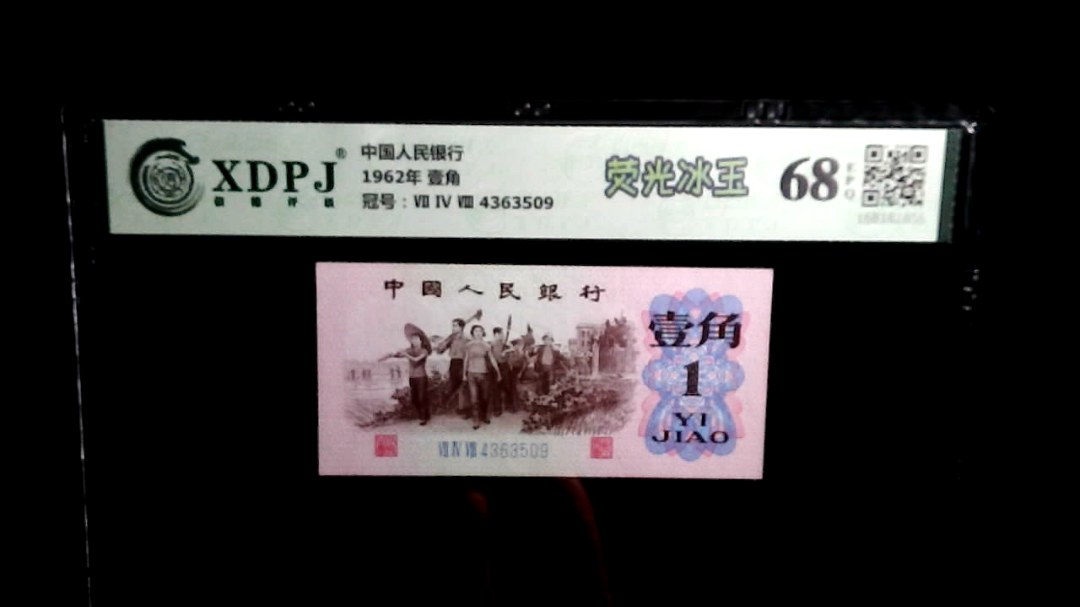 XDPJ®
中国人民银行
1962年 壹角
冠号：Ⅶ Ⅳ Ⅷ 4363509
荧光冰王
68
EPQ
中國人民銀行
壹角
1
YI
JIAO
Ⅶ Ⅳ Ⅷ 4363509